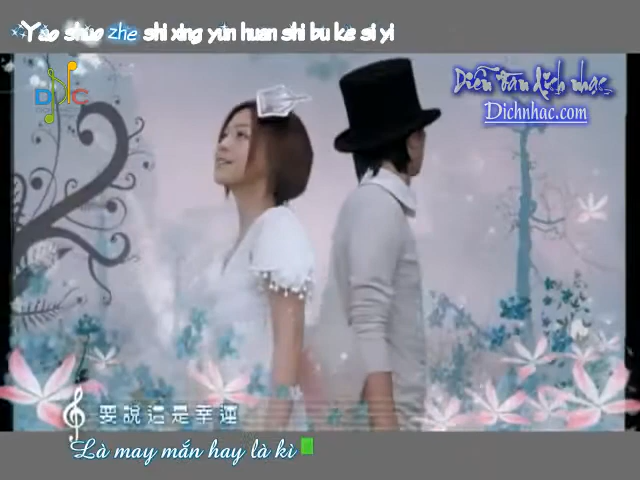 Yao shuo zhe shi xing yun huan shi bu ke si yi
DNC
Diễn đàn dịch nhạc
Dichnhac.com
要說這是幸運
Là may mắn hay là kì